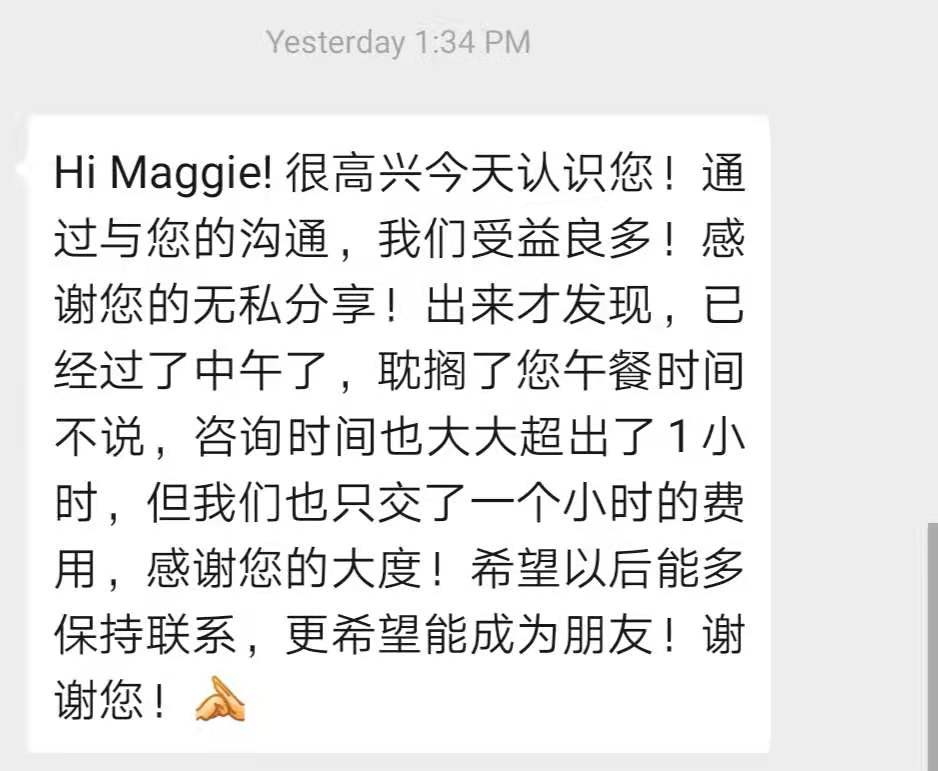 Yesterday 1:34 PM
Hi Maggie! 很高兴今天认识您！通
过与您的沟通，我们受益良多！感
谢您的无私分享！出来才发现，已
经过了中午了，耽搁了您午餐时间
不说，咨询时间也大大超出了1小
时，但我们也只交了一个小时的费
用，感谢您的大度！希望以后能多
保持联系，更希望能成为朋友！谢
谢您！